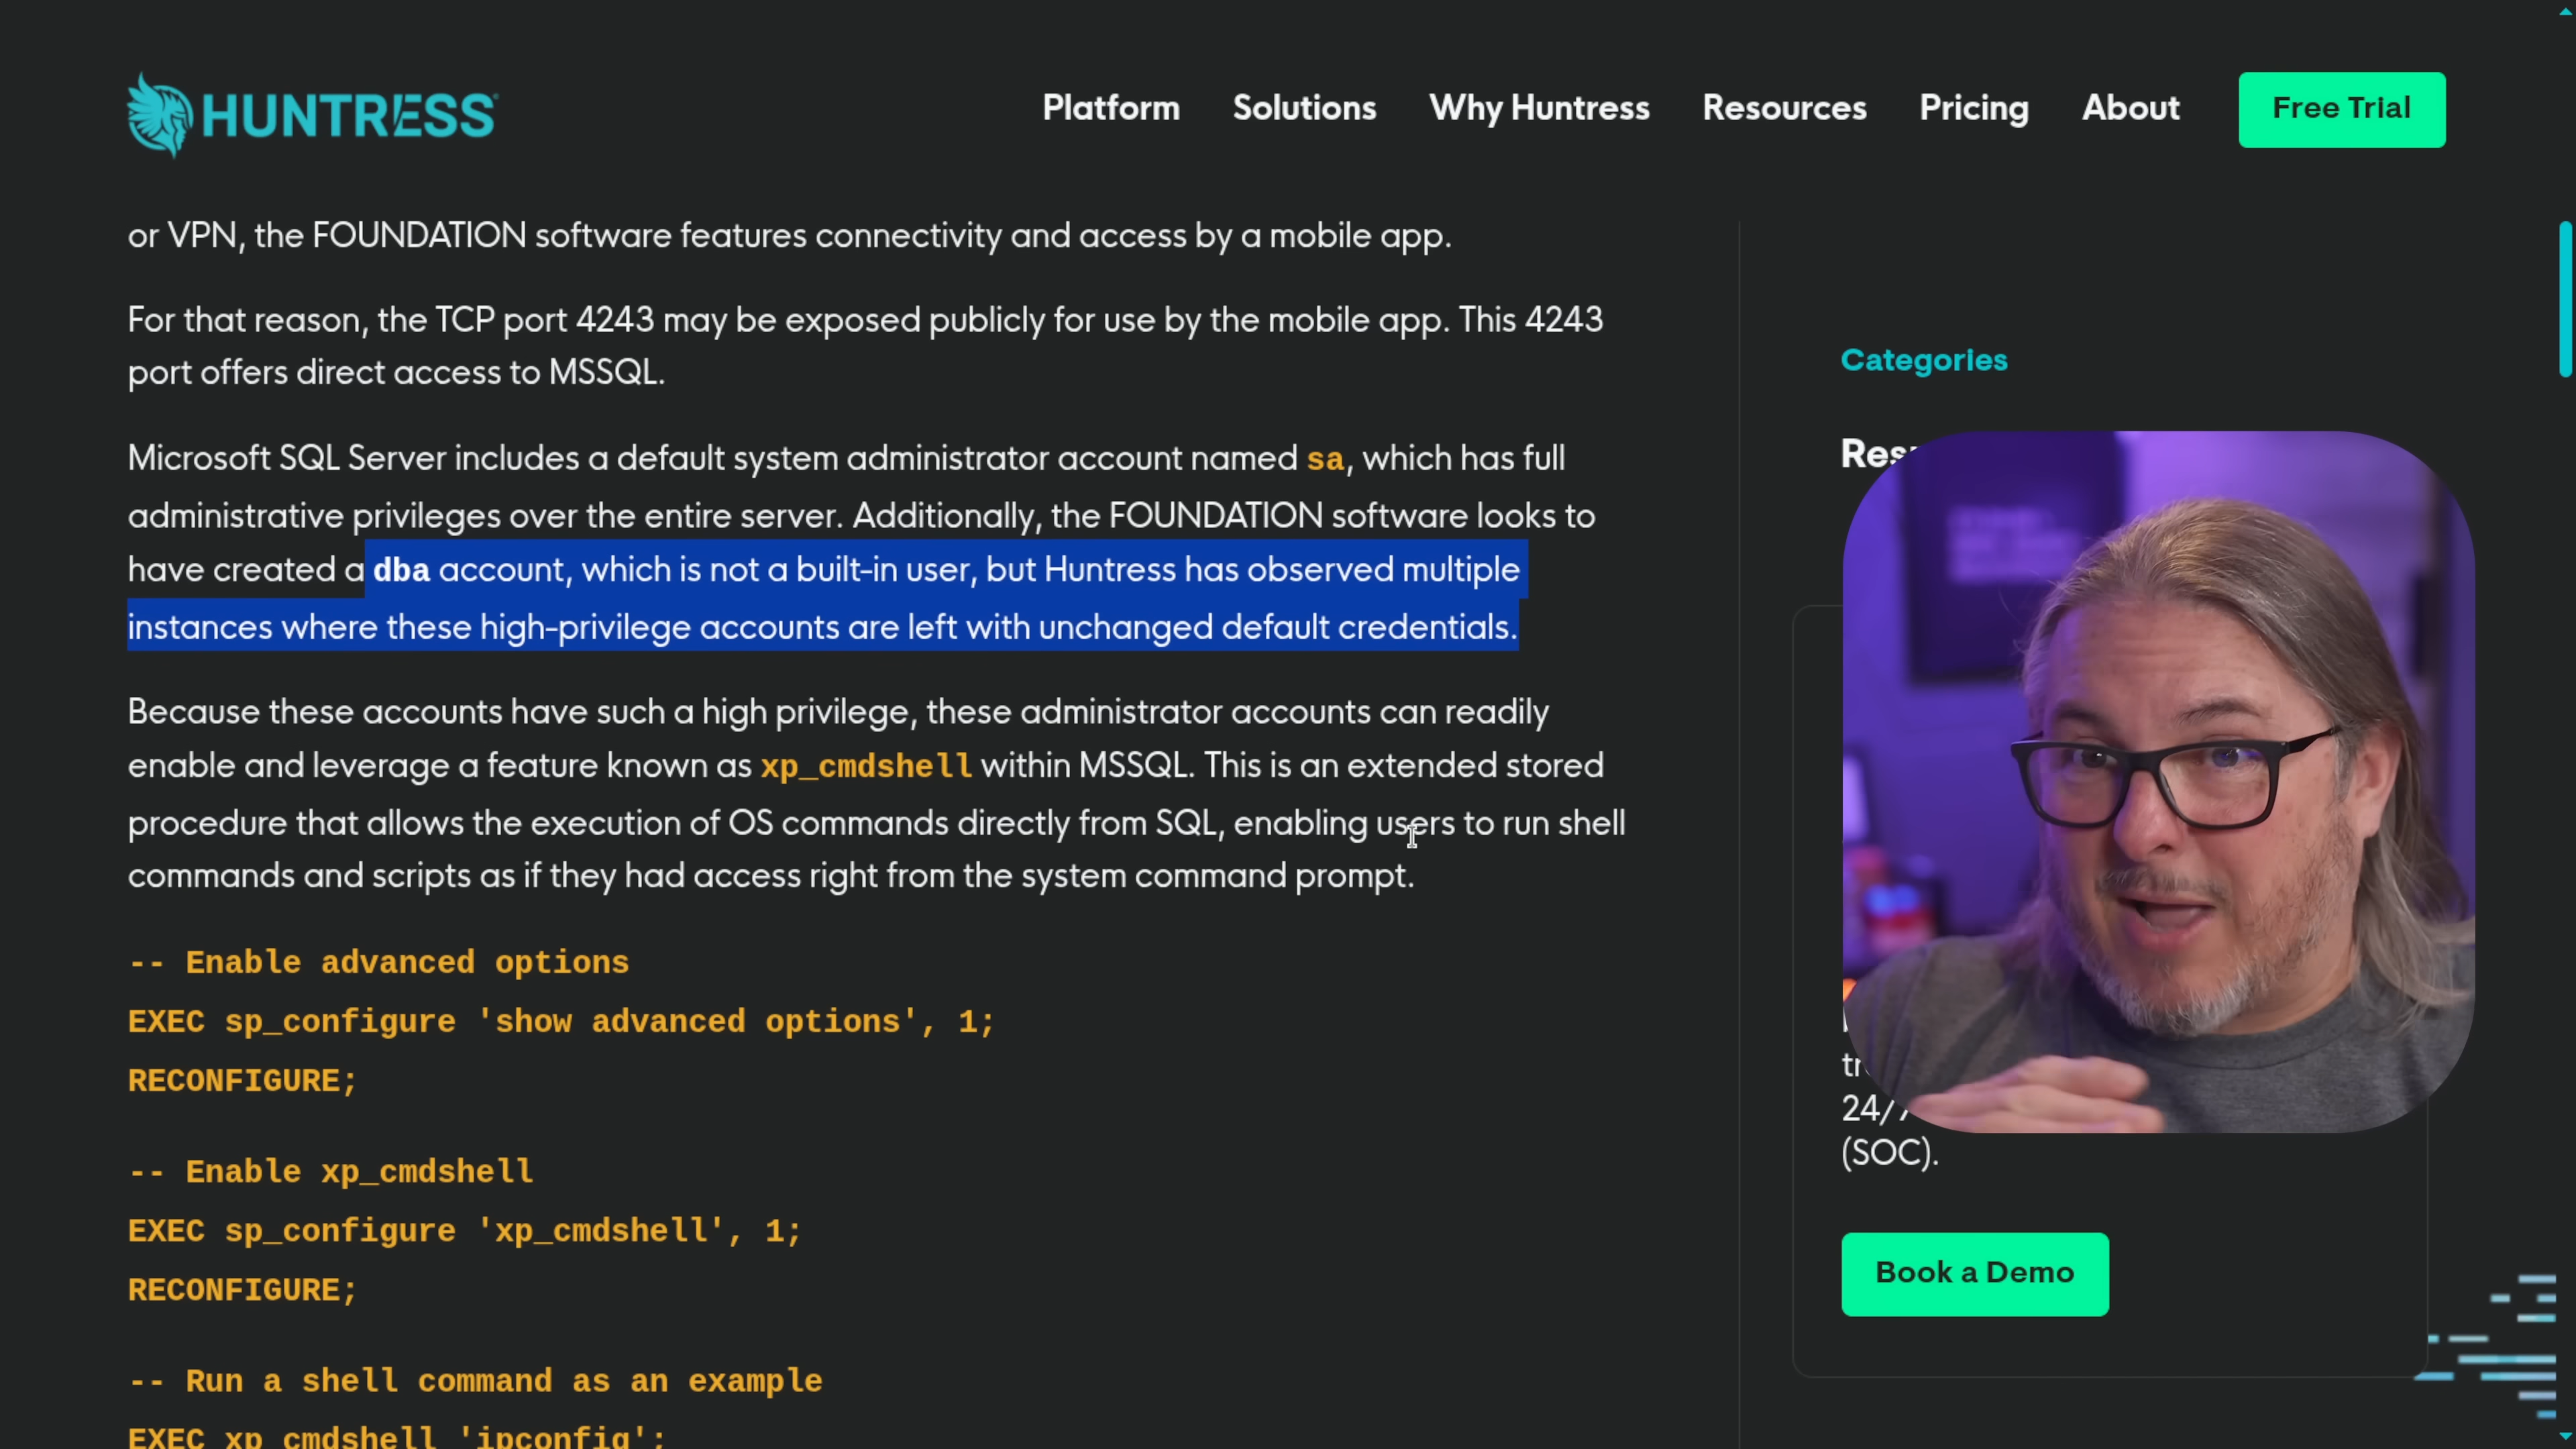 HUNTRESS
Platform Solutions Why Huntress Resources Pricing About Free Trial
or VPN, the FOUNDATION software features connectivity and access by a mobile app.
For that reason, the TCP port 4243 may be exposed publicly for use by the mobile app. This 4243
port offers direct access to MSSQL.
Microsoft SQL Server includes a default system administrator account named sa, which has full
administrative privileges over the entire server. Additionally, the FOUNDATION software looks to
have created a dba account, which is not a built-in user, but Huntress has observed multiple
instances where these high-privilege accounts are left with unchanged default credentials.
Because these accounts have such a high privilege, these administrator accounts can readily
enable and leverage a feature known as xp_cmdshell within MSSQL. This is an extended stored
procedure that allows the execution of OS commands directly from SQL, enabling users to run shell
commands and scripts as if they had access right from the system command prompt.
-- Enable advanced options
EXEC sp_configure 'show advanced options', 1;
RECONFIGURE;
-- Enable xp_cmdshell
EXEC sp_configure 'xp_cmdshell', 1;
RECONFIGURE;
-- Run a shell command as an example
EXEC xp_cmdshell 'ipconfig';
Categories
(SOC).
Book a Demo